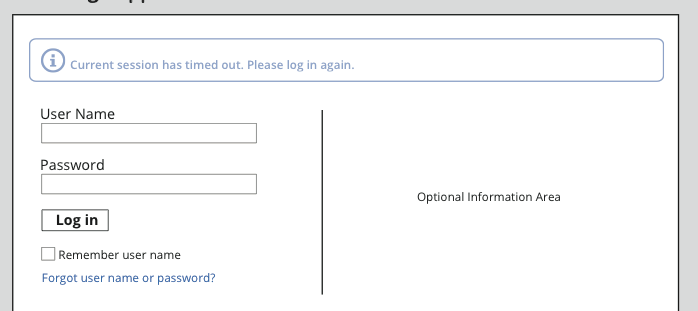 Current session has timed out. Please log in again.
User Name
Password
Log in
Remember user name
Forgot user name or password?
Optional Information Area